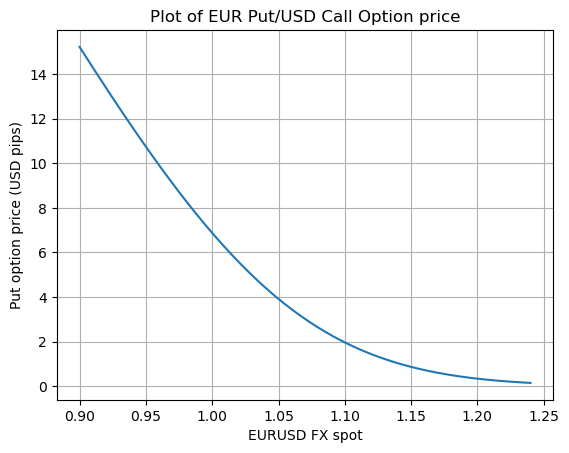 Plot of EUR Put/USD Call Option price
Put option price (USD pips)
14
12
10
8
6
4
2
0
0.90 0.95 1.00 1.05 1.10 1.15 1.20 1.25
EURUSD FX spot